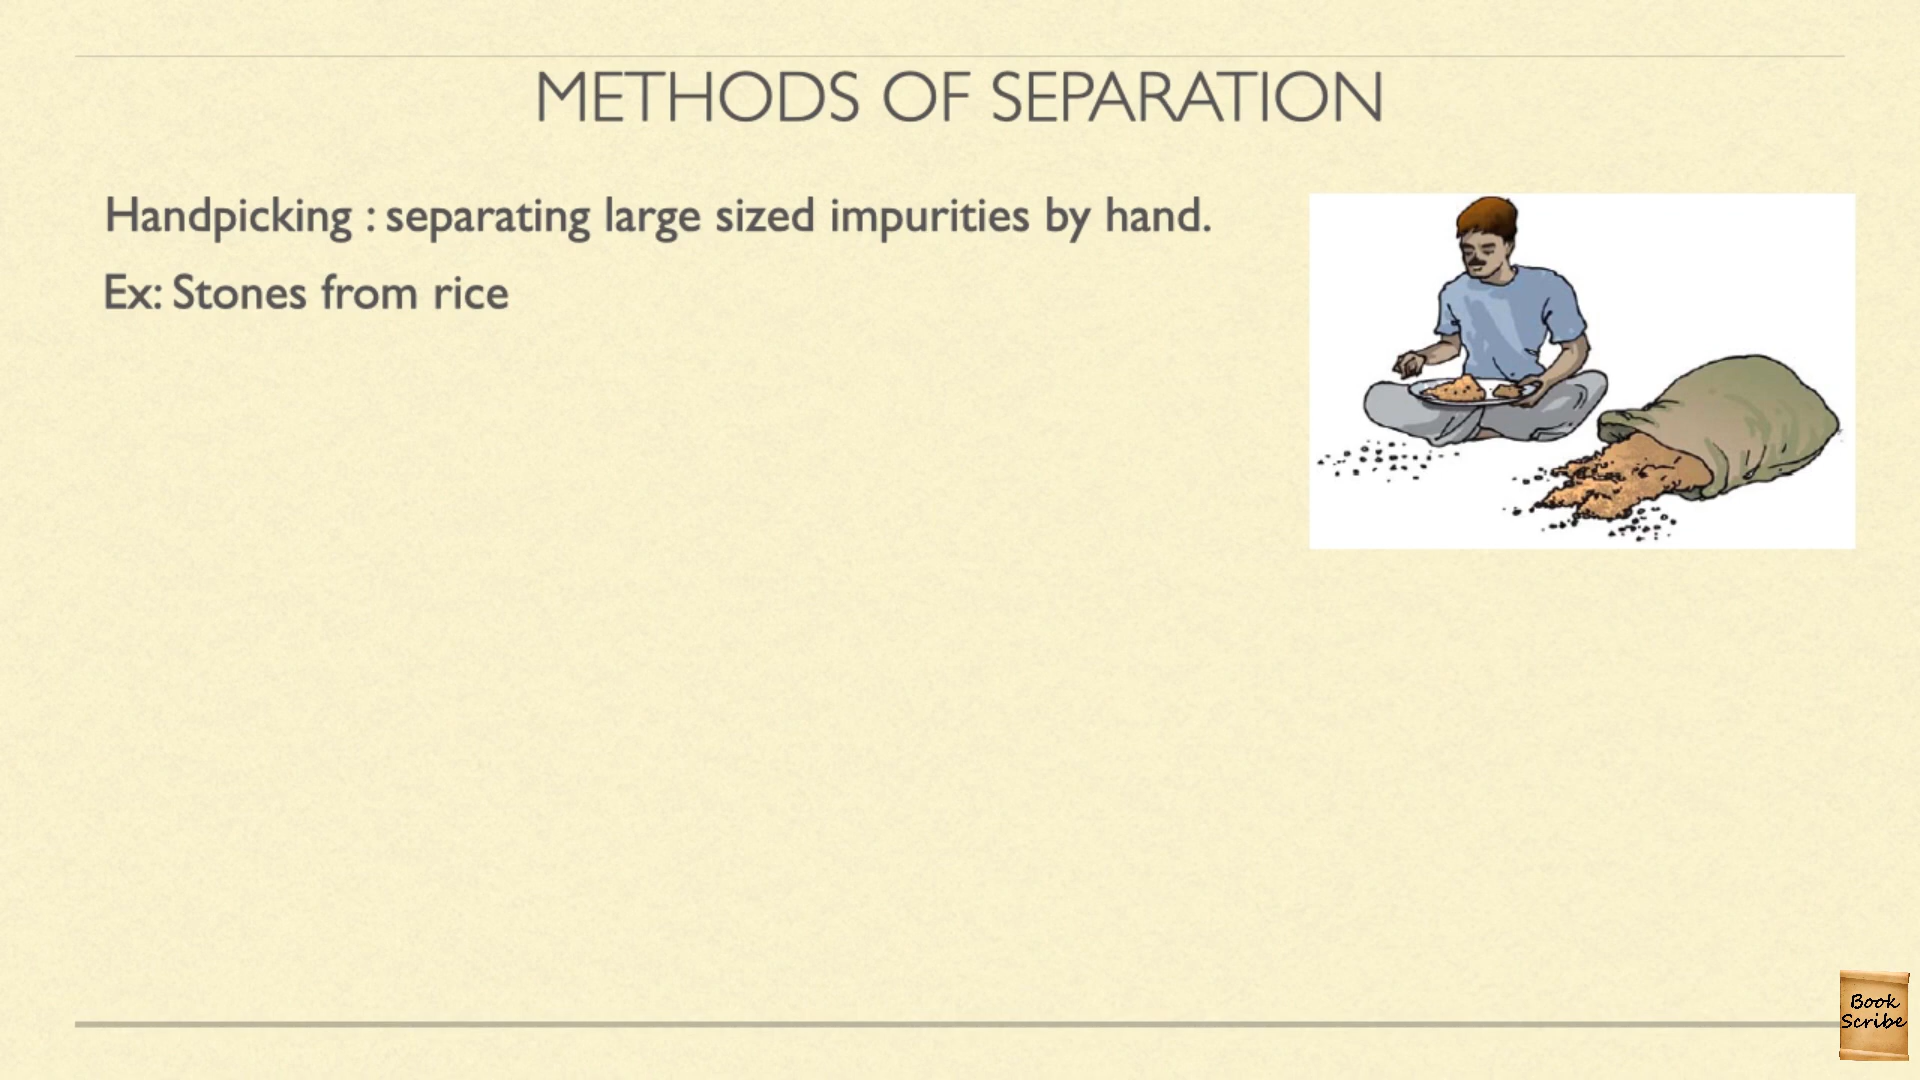 METHODS OF SEPARATION
Handpicking : separating large sized impurities by hand.
Ex: Stones from rice
Book
Scribe